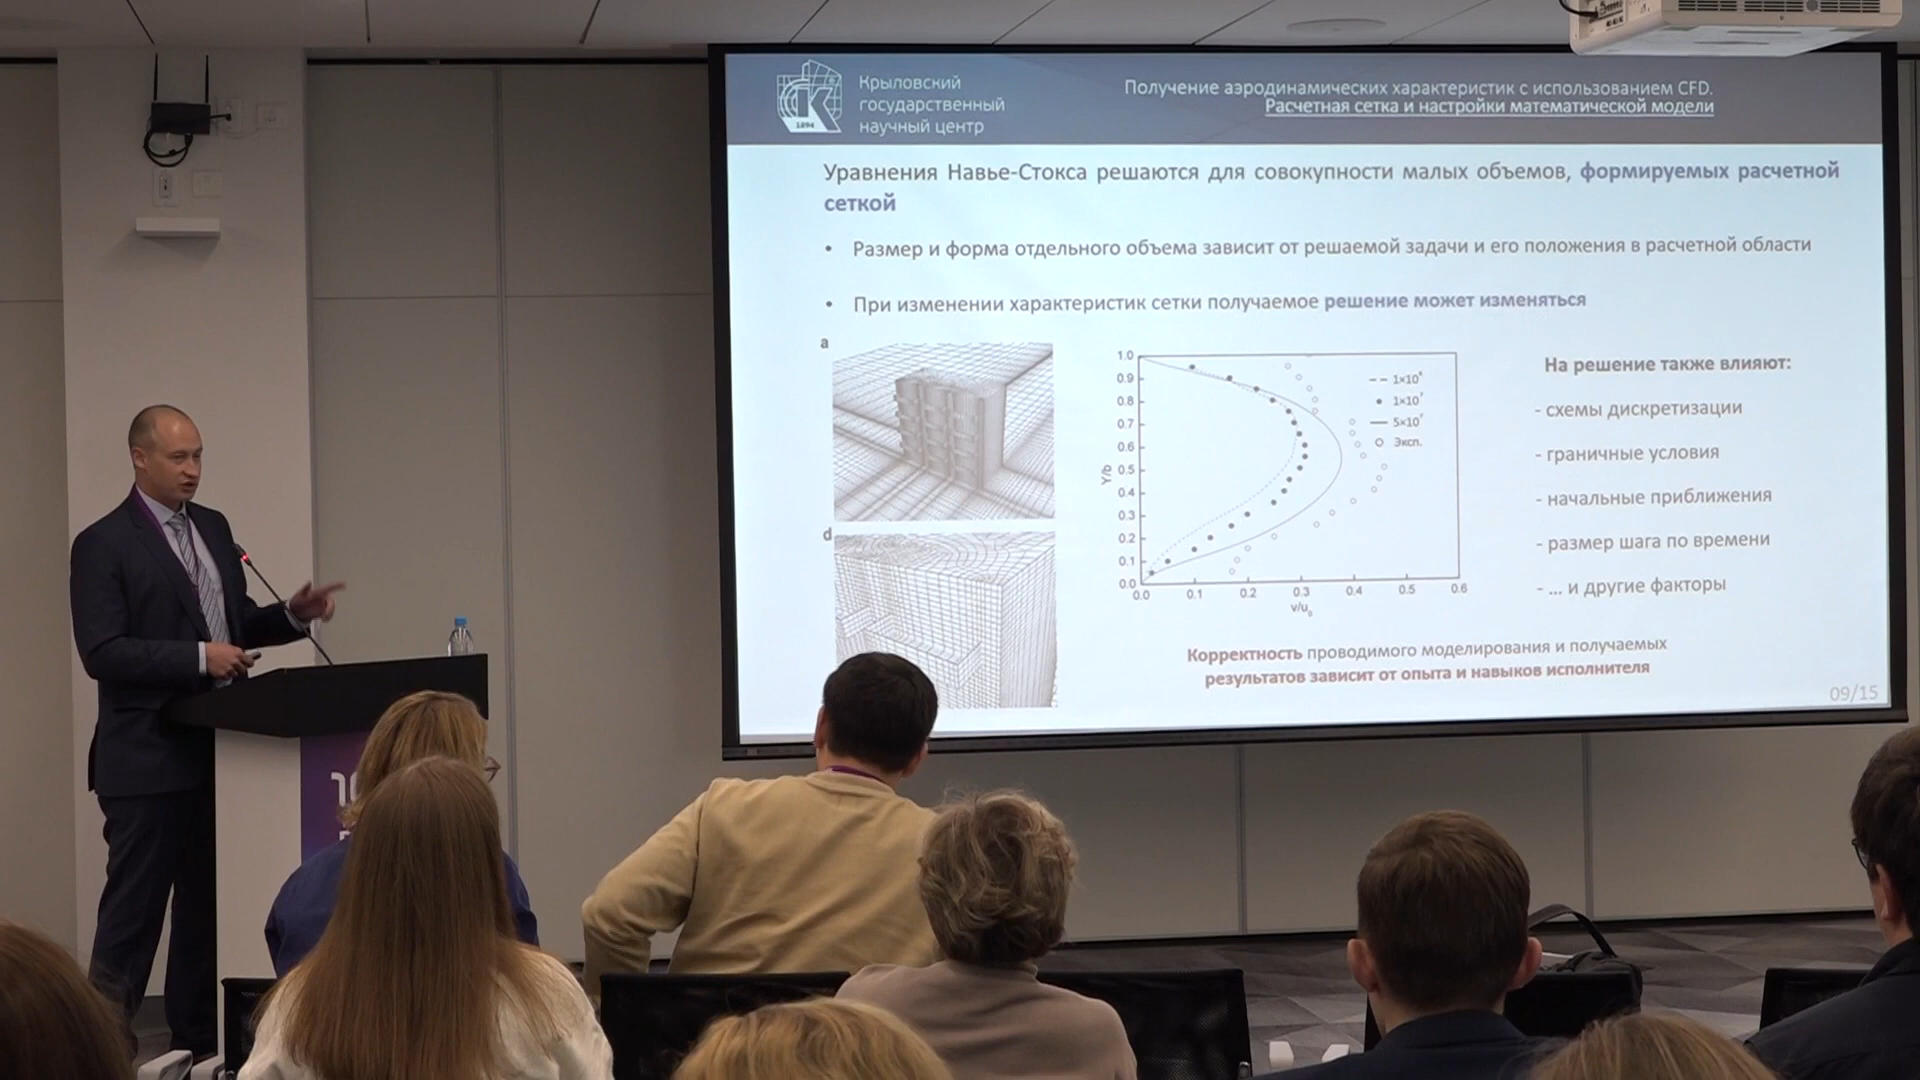 Крыловский
государственный
научный центр
1894
Получение аэродинамических характеристик с использованием CFD.
Расчетная сетка и настройки математической модели
Уравнения Навье-Стокса решаются для совокупности малых объемов, формируемых расчетной
сеткой
• Размер и форма отдельного объема зависит от решаемой задачи и его положения в расчетной области
• При изменении характеристик сетки получаемое решение может изменяться
a
d
1.0
0.9
0.8
0.7
0.6
0.5
0.4
0.3
0.2
0.1
0.0
Y/b
0.0 0.1 0.2 0.3 0.4 0.5 0.6
v/u₀
1×10⁷
5×10⁷
Эксп.
На решение также влияют:
- схемы дискретизации
- граничные условия
- начальные приближения
- размер шага по времени
- ... и другие факторы
Корректность проводимого моделирования и получаемых
результатов зависит от опыта и навыков исполнителя
09/15